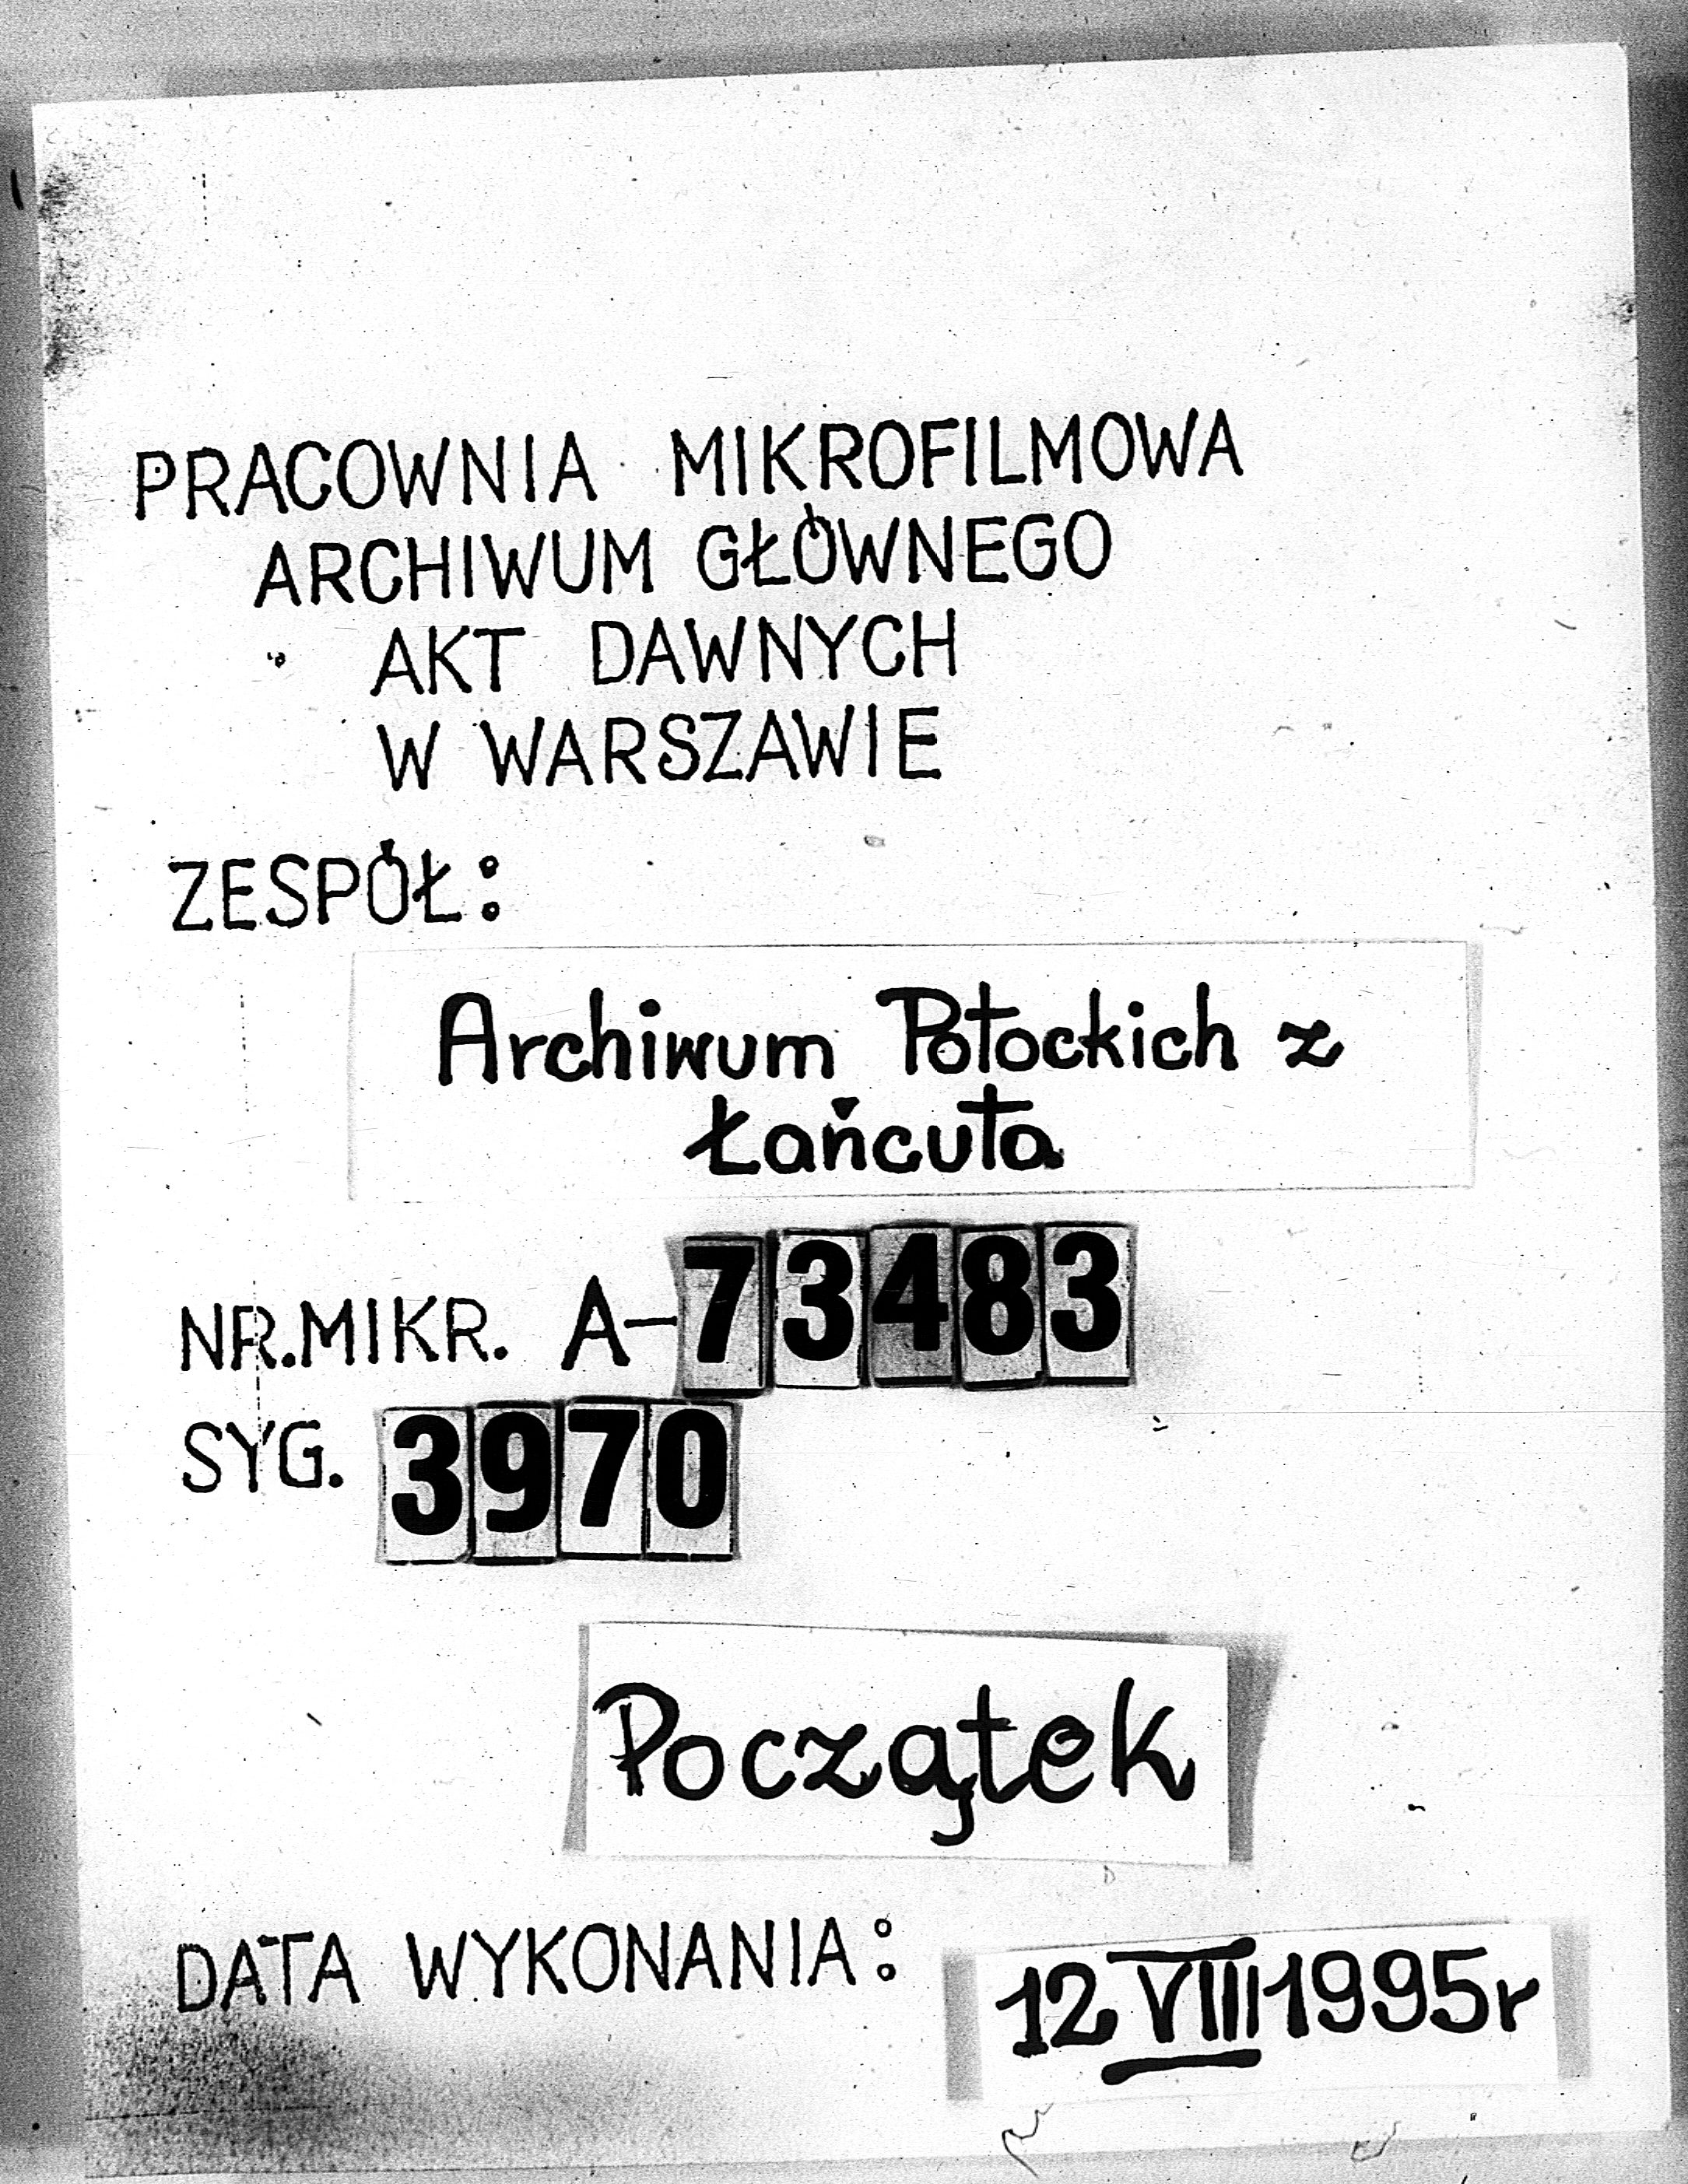 PRACOWNIA MIKROFILMOWA
ARCHIWUM GŁÓWNEGO
AKT DAWNYCH
W WARSZAWIE
ZESPÓŁ:
Archiwum Potockich z
Łańcuta
NR.MIKR. A-73483
SYG. 3970
Początek
DATA WYKONANIA: 12 VIII 1995r